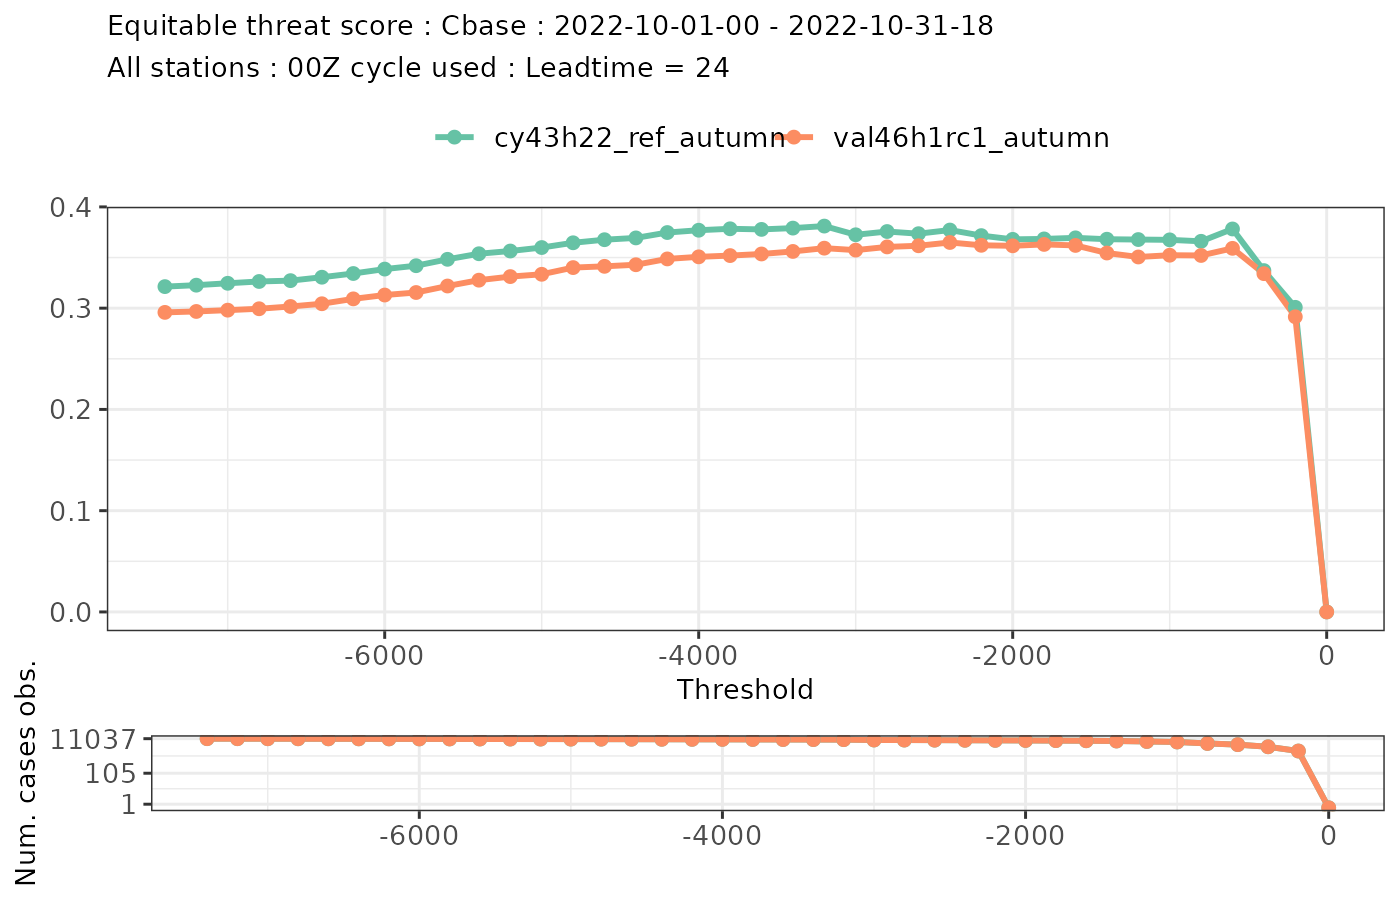 Equitable threat score : Cbase : 2022-10-01-00 - 2022-10-31-18
All stations : 00Z cycle used : Leadtime = 24
cy43h22_ref_autumn val46h1rc1_autumn
0.4
0.3
0.2
0.1
0.0
-6000 -4000 -2000 0
Threshold
Num. cases obs.
11037
105
1
-6000 -4000 -2000 0